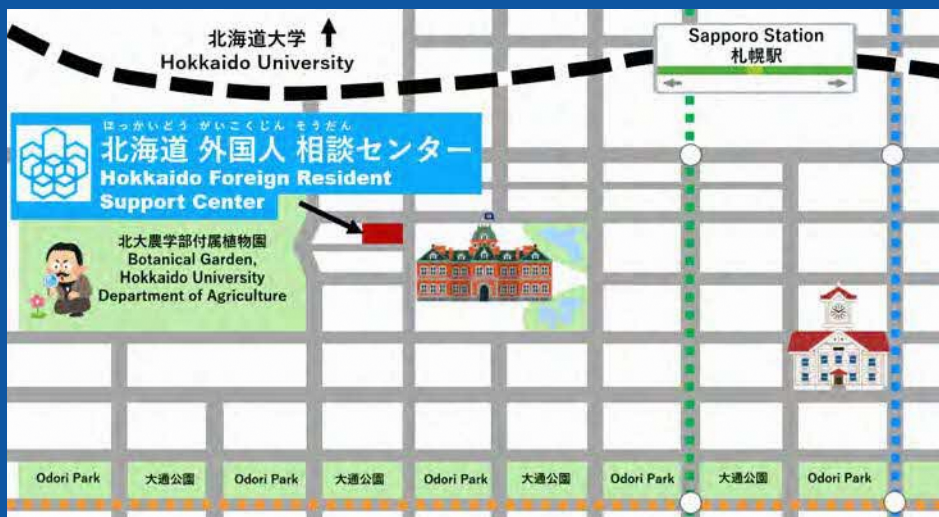 北海道大学
Hokkaido University
Sapporo Station
札幌駅
ほっかいどう がいこくじん そうだん
北海道 外国人 相談センター
Hokkaido Foreign Resident
Support Center
北大農学部付属植物園
Botanical Garden,
Hokkaido University
Department of Agriculture
Odori Park
大通公園
Odori Park
大通公園
Odori Park
大通公園
Odori Park
大通公園
Odori Park